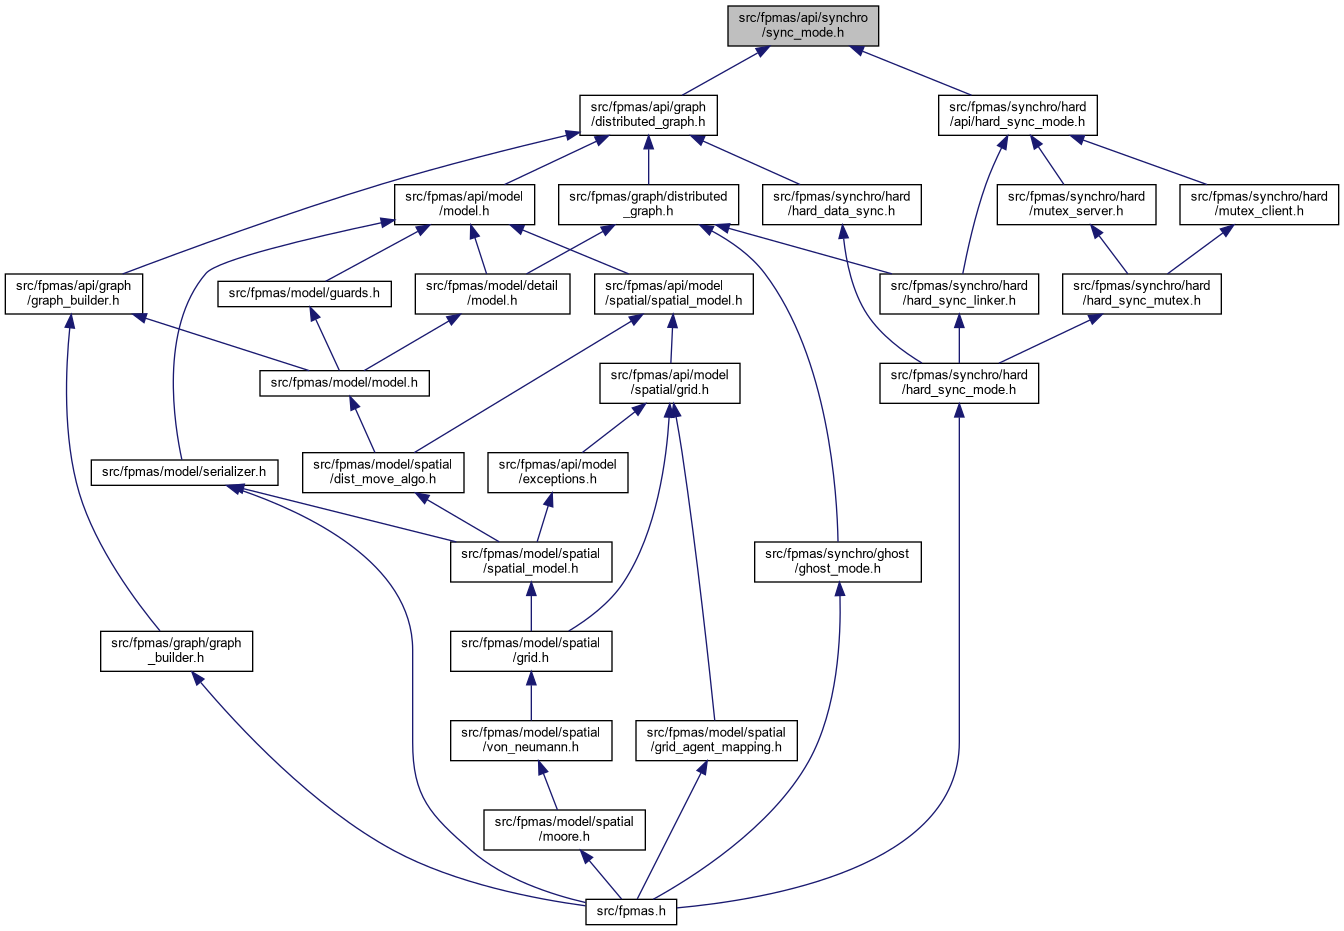 src/fpmas/api/synchro
/sync_mode.h
src/fpmas/api/graph
/distributed_graph.h
src/fpmas/synchro/hard
/api/hard_sync_mode.h
src/fpmas/api/model
/model.h
src/fpmas/graph/distributed
_graph.h
src/fpmas/synchro/hard
/hard_data_sync.h
src/fpmas/synchro/hard
/mutex_server.h
src/fpmas/synchro/hard
/mutex_client.h
src/fpmas/api/graph
/graph_builder.h
src/fpmas/model/guards.h
src/fpmas/model/detail
/model.h
src/fpmas/api/model
/spatial/spatial_model.h
src/fpmas/synchro/hard
/hard_sync_linker.h
src/fpmas/synchro/hard
/hard_sync_mutex.h
src/fpmas/model/model.h
src/fpmas/api/model
/spatial/grid.h
src/fpmas/synchro/hard
/hard_sync_mode.h
src/fpmas/model/serializer.h
src/fpmas/model/spatial
/dist_move_algo.h
src/fpmas/api/model
/exceptions.h
src/fpmas/model/spatial
/spatial_model.h
src/fpmas/synchro/ghost
/ghost_mode.h
src/fpmas/graph/graph
_builder.h
src/fpmas/model/spatial
/grid.h
src/fpmas/model/spatial
/von_neumann.h
src/fpmas/model/spatial
/grid_agent_mapping.h
src/fpmas/model/spatial
/moore.h
src/fpmas.h